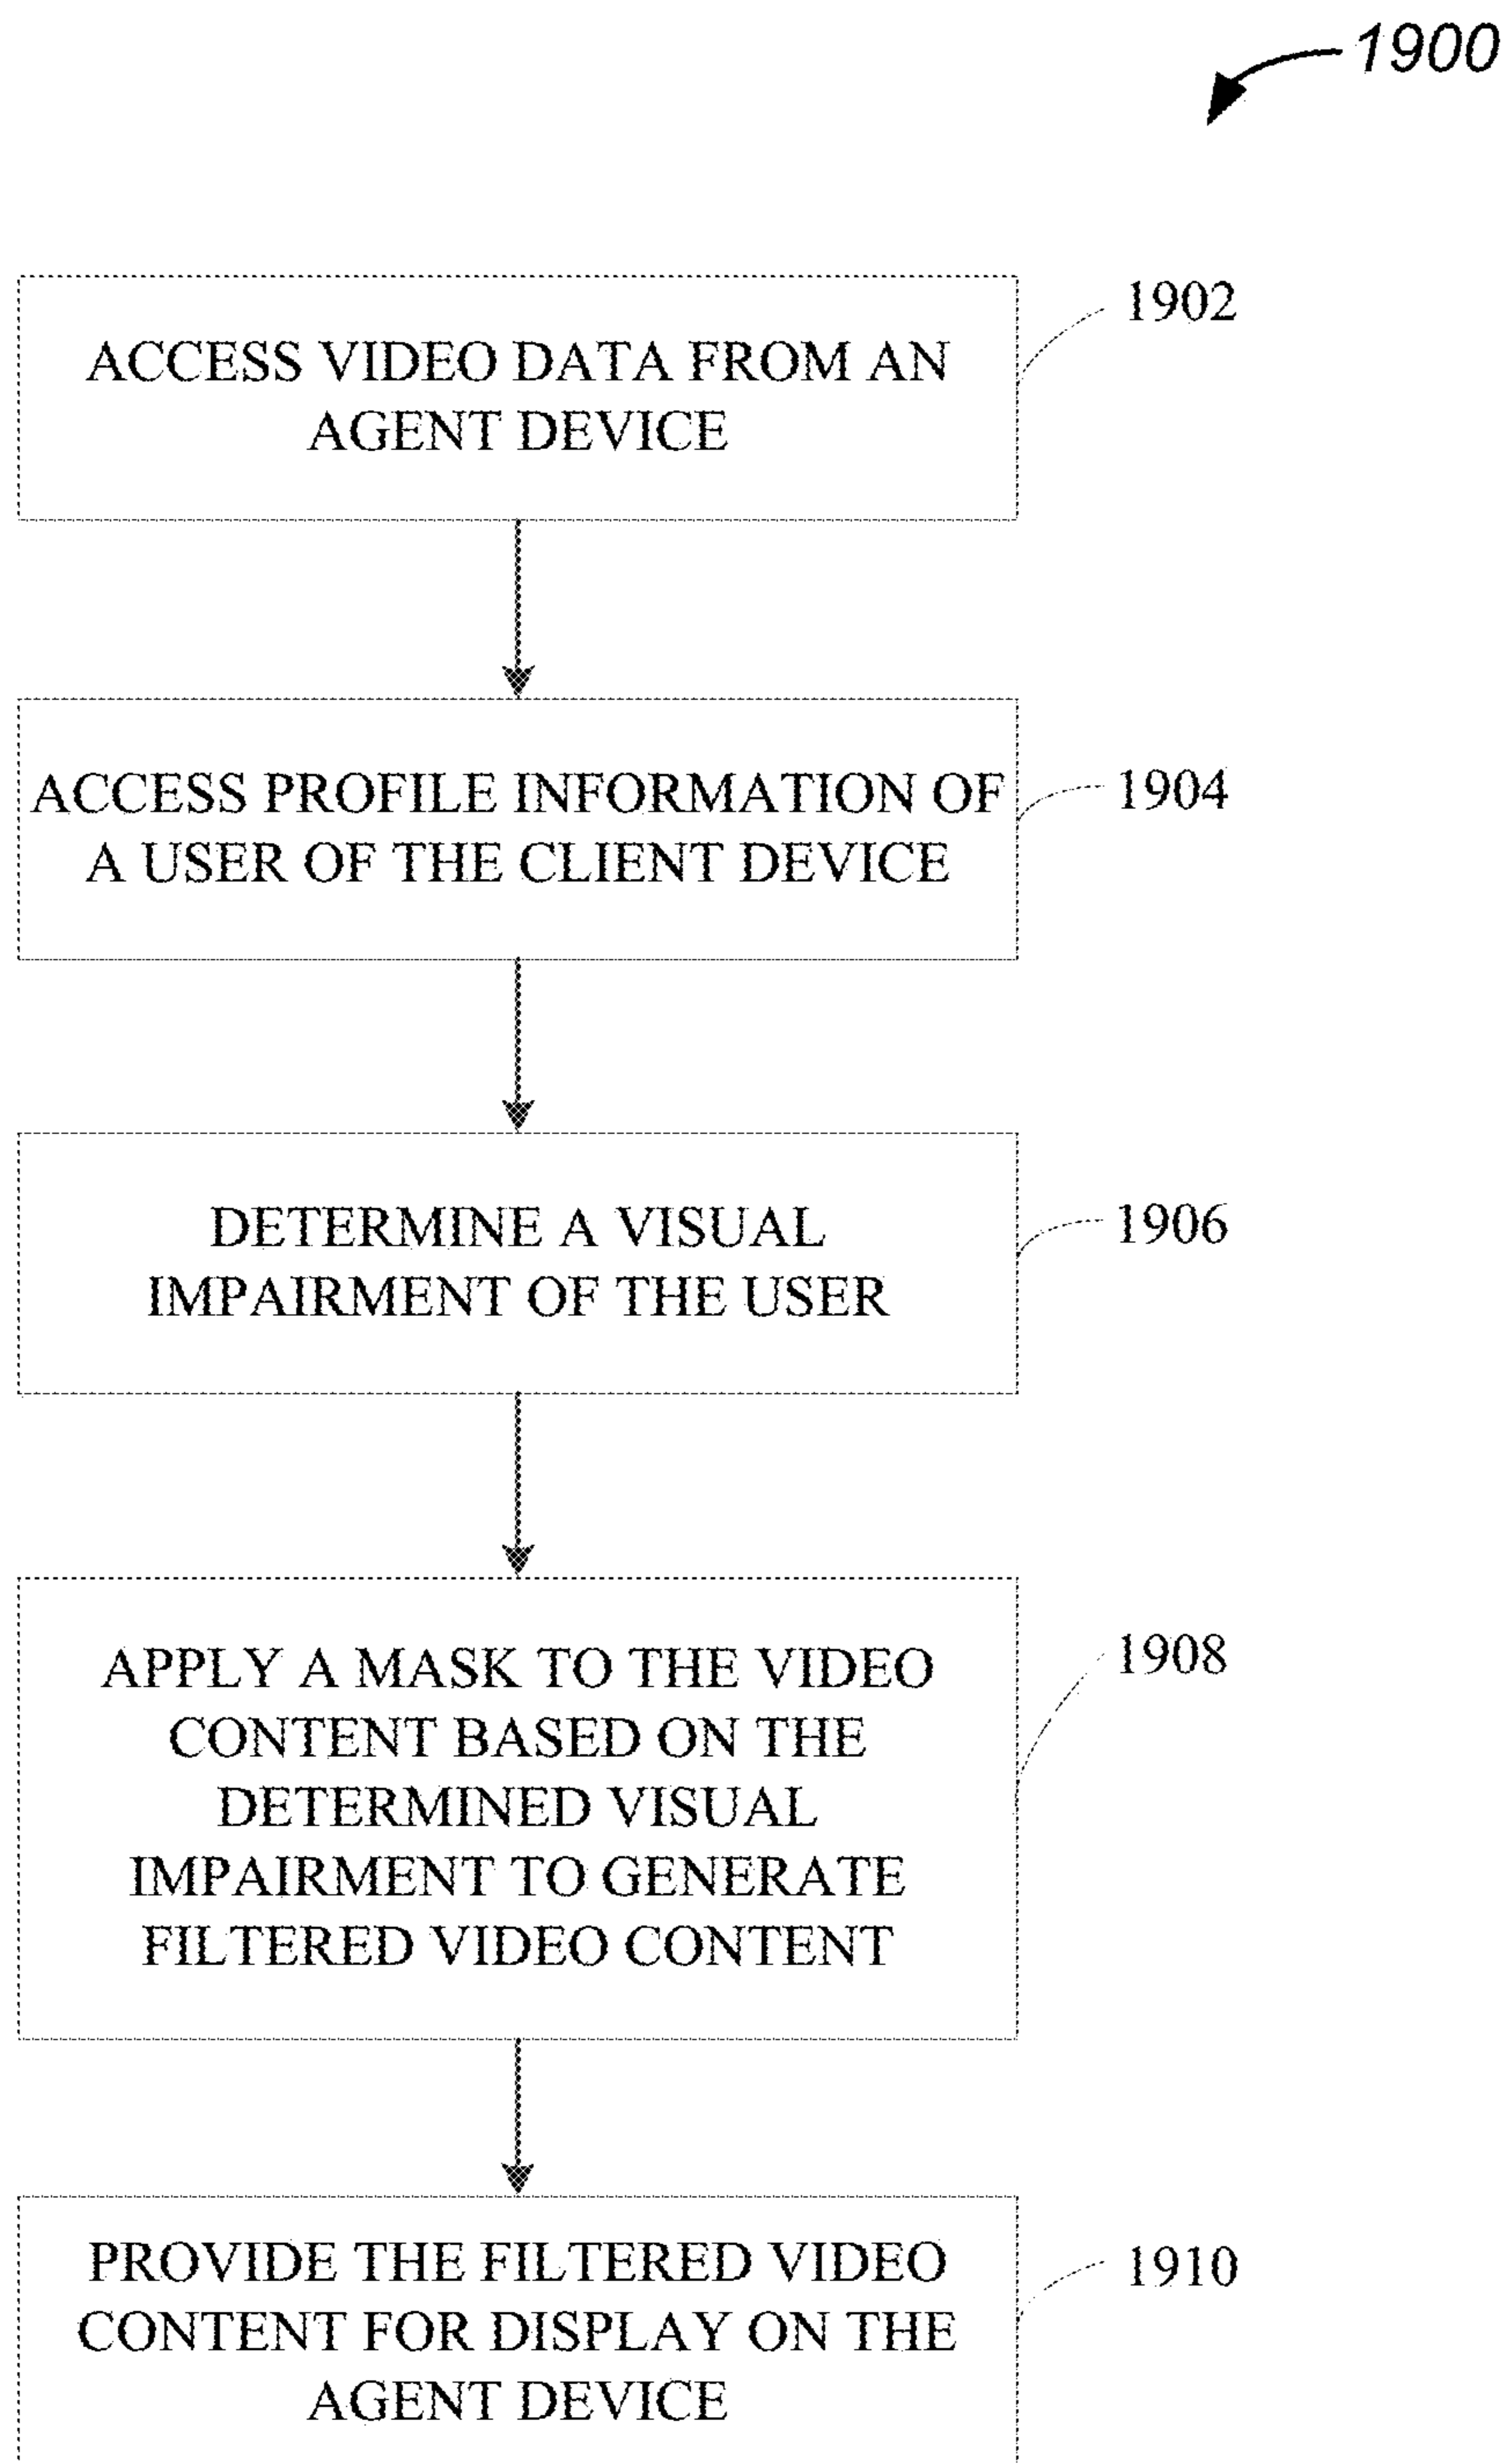 1900
ACCESS VIDEO DATA FROM AN
AGENT DEVICE
1902
ACCESS PROFILE INFORMATION OF
A USER OF THE CLIENT DEVICE
1904
DETERMINE A VISUAL
IMPAIRMENT OF THE USER
1906
APPLY A MASK TO THE VIDEO
CONTENT BASED ON THE
DETERMINED VISUAL
IMPAIRMENT TO GENERATE
FILTERED VIDEO CONTENT
1908
PROVIDE THE FILTERED VIDEO
CONTENT FOR DISPLAY ON THE
AGENT DEVICE
1910